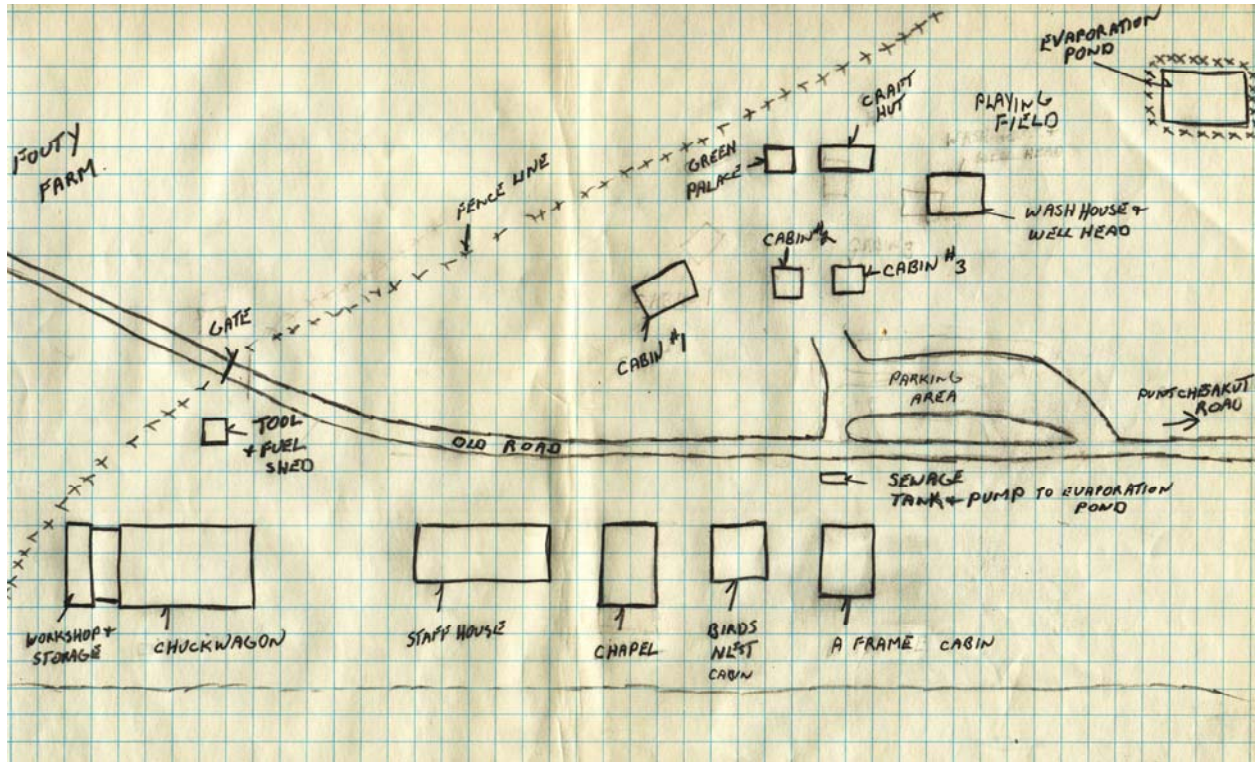 EVAPORATION
POND
CRAFT
HUT
PLAYING
FIELD
FOUTY
FARM.
GREEN
PALACE
FENCE LINE
WASH HOUSE +
WELL HEAD
CABIN #2
CABIN #3
GATE
CABIN #1
PARKING
AREA
PUNTCHESAKUT
ROAD
TOOL
+ FUEL
SHED
OLD ROAD
SEWAGE
TANK + PUMP TO EVAPORATION
POND
WORKSHOP +
STORAGE
CHUCKWAGON
STAFF HOUSE
CHAPEL
BIRDS
NEST
CABIN
A FRAME CABIN